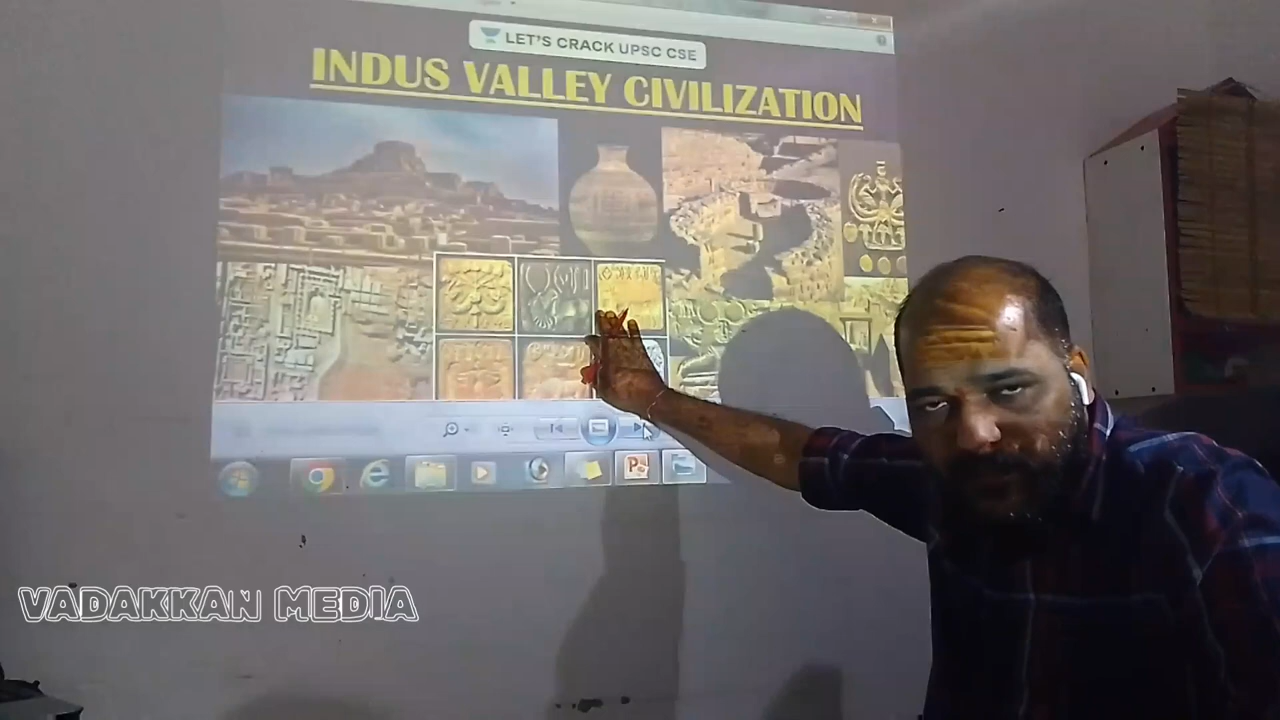 LET'S CRACK UPSC CSE
INDUS VALLEY CIVILIZATION
VADAKKAN MEDIA